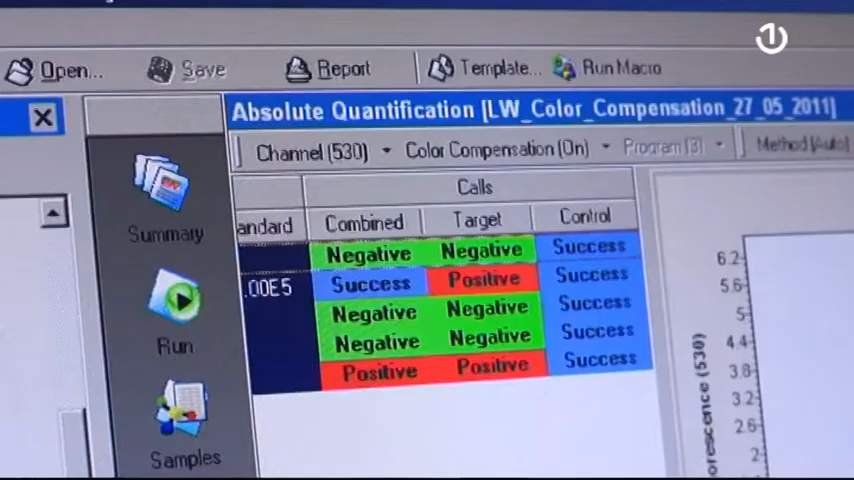 Open... Save Report Template... Run Macro
Absolute Quantification [LW_Color_Compensation_27_05_2011]
Channel (530) Color Compensation (On) Program (3) Method (Auto)
Calls
andard Combined Target Control
Negative Negative Success
.00E5 Success Positive Success
Negative Negative Success
Negative Negative Success
Positive Positive Success
Summary
Run
Samples
orescence (530)
6.2
5.6
5
4.4
3.8
3.2
2.6
2
1